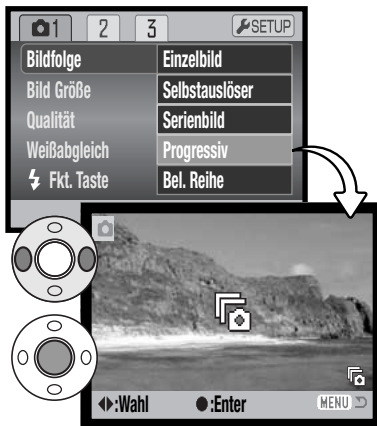 1 2 3 SETUP
Bildfolge Einzelbild
Bild Größe Selbstauslöser
Qualität Serienbild
Weißabgleich Progressiv
Fkt. Taste Bel. Reihe
:Wahl :Enter MENU